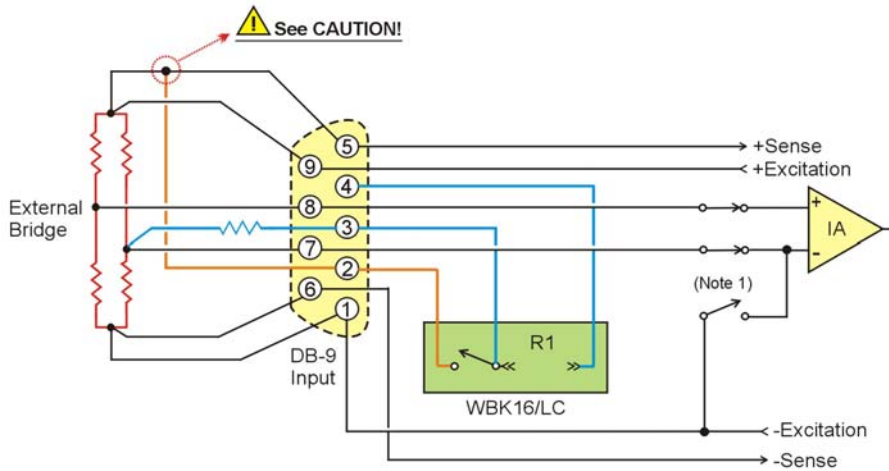 ! See CAUTION!
5
+Sense
9
+Excitation
4
External
Bridge
8
+
IA
3
7
-
2
(Note 1)
6
1
R1
DB-9
Input
WBK16/LC
-Excitation
-Sense